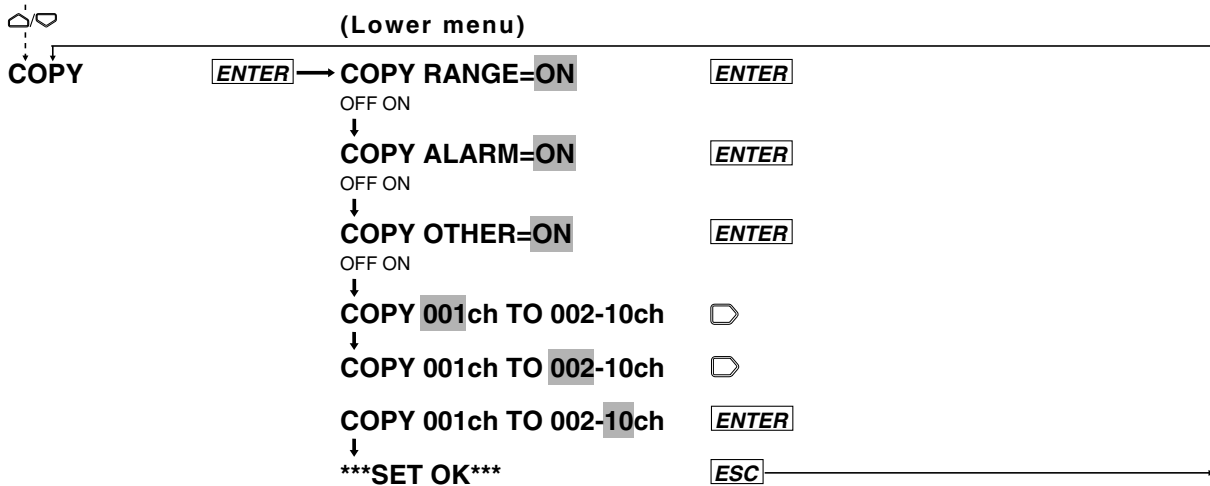 (Lower menu)
COPY ENTER COPY RANGE=ON ENTER
OFF ON
COPY ALARM=ON ENTER
OFF ON
COPY OTHER=ON ENTER
OFF ON
COPY 001ch TO 002-10ch
COPY 001ch TO 002-10ch
COPY 001ch TO 002-10ch ENTER
***SET OK*** ESC